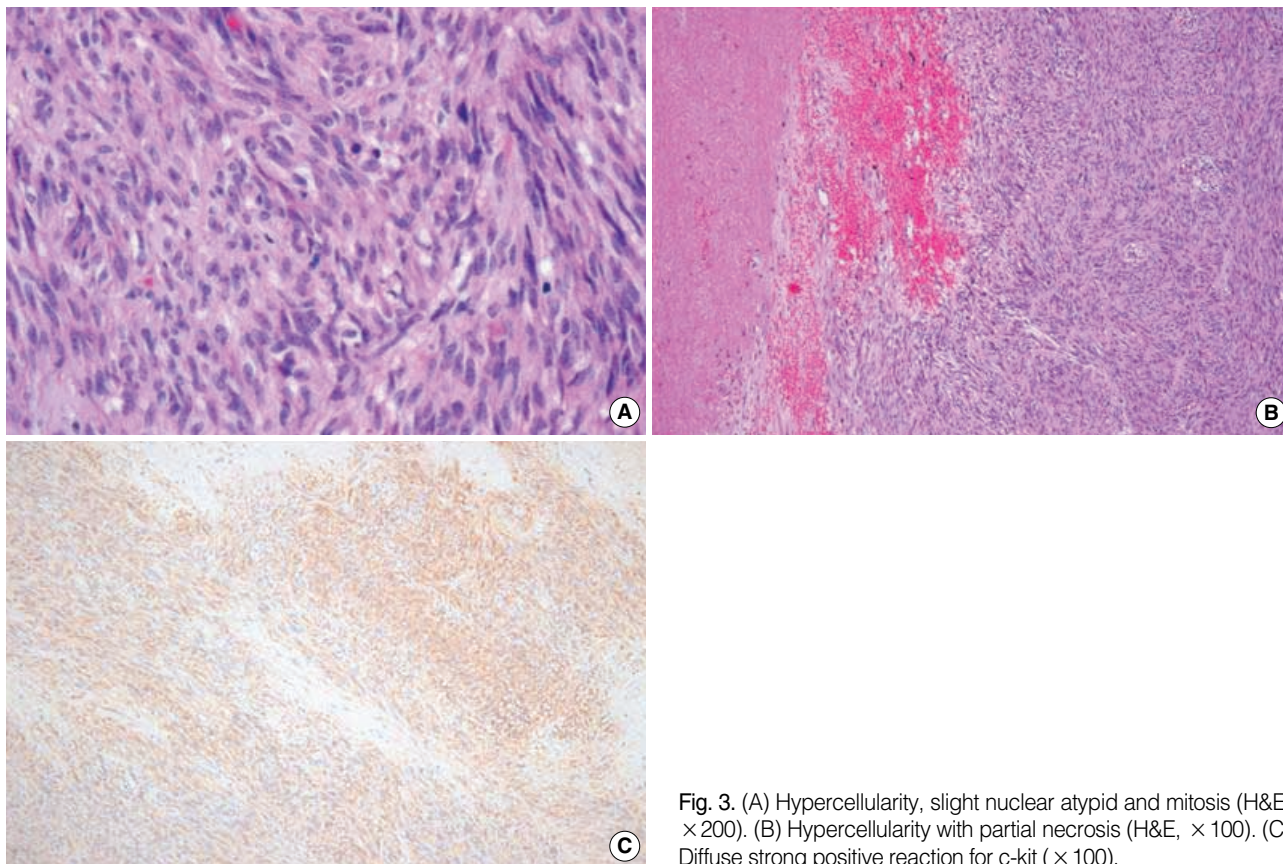 A
B
C
Fig. 3. (A) Hypercellularity, slight nuclear atypid and mitosis (H&E
×200). (B) Hypercellularity with partial necrosis (H&E, ×100). (C
Diffuse strong positive reaction for c-kit (×100).